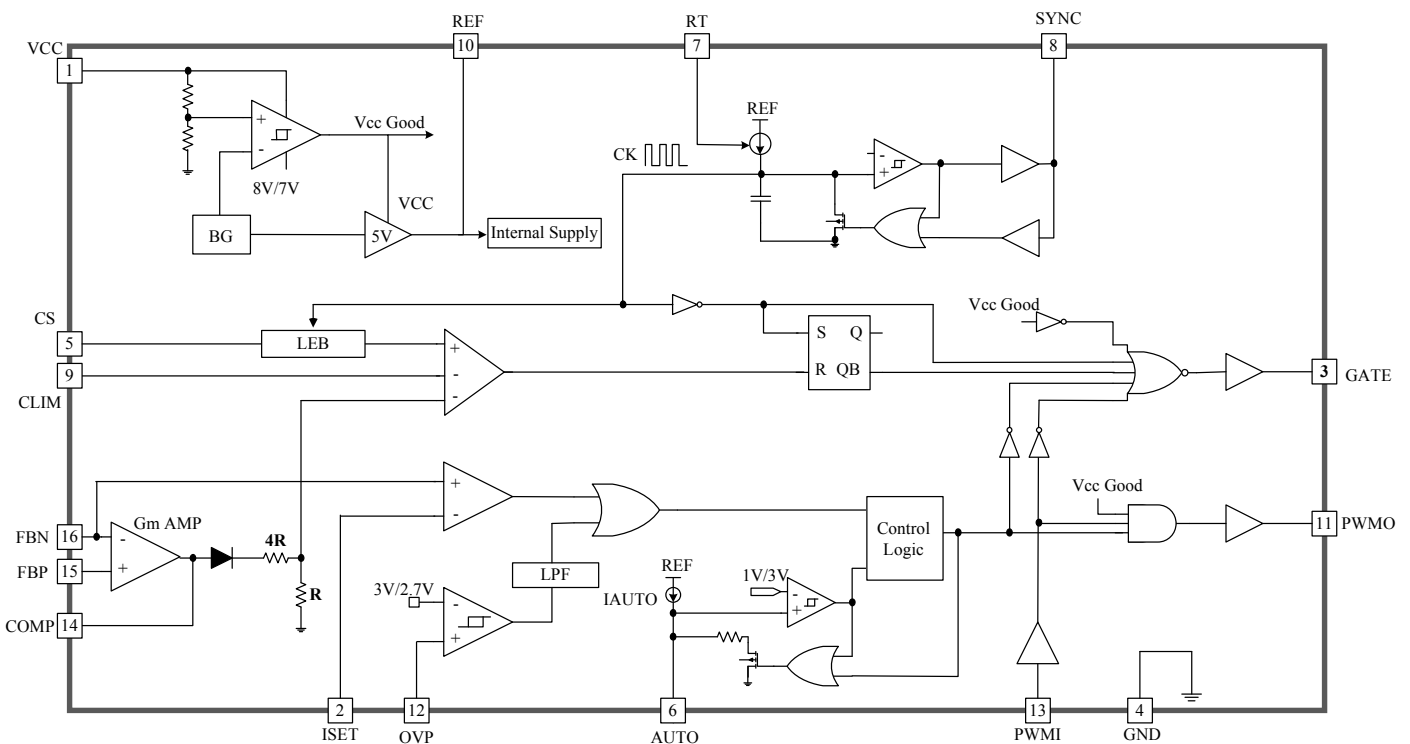 REF
RT
SYNC
VCC
10
7
8
1
REF
+
Vcc Good
-
CK
-
+
8V/7V
VCC
BG
5V
Internal Supply
Vcc Good
CS
5
LEB
+
S Q
9
-
R QB
3
GATE
CLIM
-
Vcc Good
+
Gm AMP
FBN
16
-
-
Control
Logic
11
PWMO
4R
FBP
15
+
REF
1V/3V
LPF
3V/2.7V
IAUTO
-
+
R
-
COMP
14
+
2
12
6
13
4
ISET
OVP
AUTO
PWMI
GND